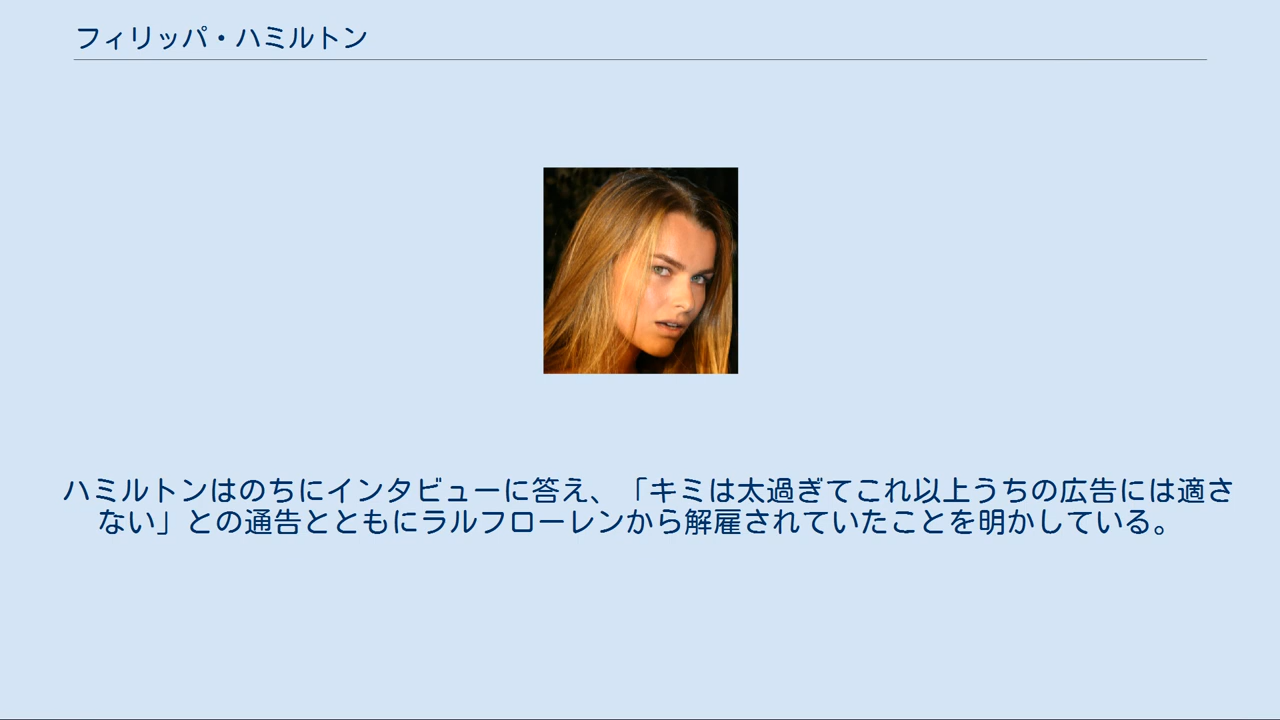 フィリッパ・ハミルトン
ハミルトンはのちにインタビューに答え、「キミは太過ぎてこれ以上うちの広告には適さ
ない」との通告とともにラルフローレンから解雇されていたことを明かしている。